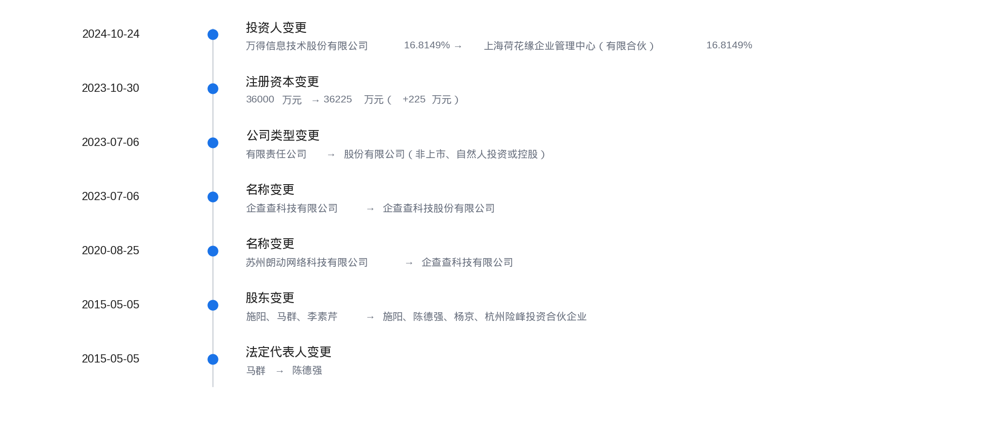 2024-10-24
投资人变更
万得信息技术股份有限公司 16.8149% → 上海荷花缘企业管理中心（有限合伙） 16.8149%
2023-10-30
注册资本变更
36000 万元 → 36225 万元（ +225 万元）
2023-07-06
公司类型变更
有限责任公司 → 股份有限公司（非上市、自然人投资或控股）
2023-07-06
名称变更
企查查科技有限公司 → 企查查科技股份有限公司
2020-08-25
名称变更
苏州朗动网络科技有限公司 → 企查查科技有限公司
2015-05-05
股东变更
施阳、马群、李素芹 → 施阳、陈德强、杨京、杭州险峰投资合伙企业
2015-05-05
法定代表人变更
马群 → 陈德强